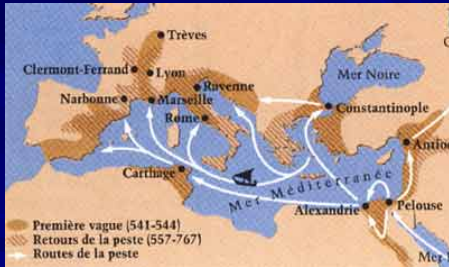 Trèves
Clermont-Ferrand
Lyon
Ravenne
Mer Noire
Narbonne
Marseille
Constantinople
Rome
Carthage
Mer Méditerranée
Alexandrie
Pelouse
Première vague (541-544)
Retours de la peste (557-767)
Routes de la peste